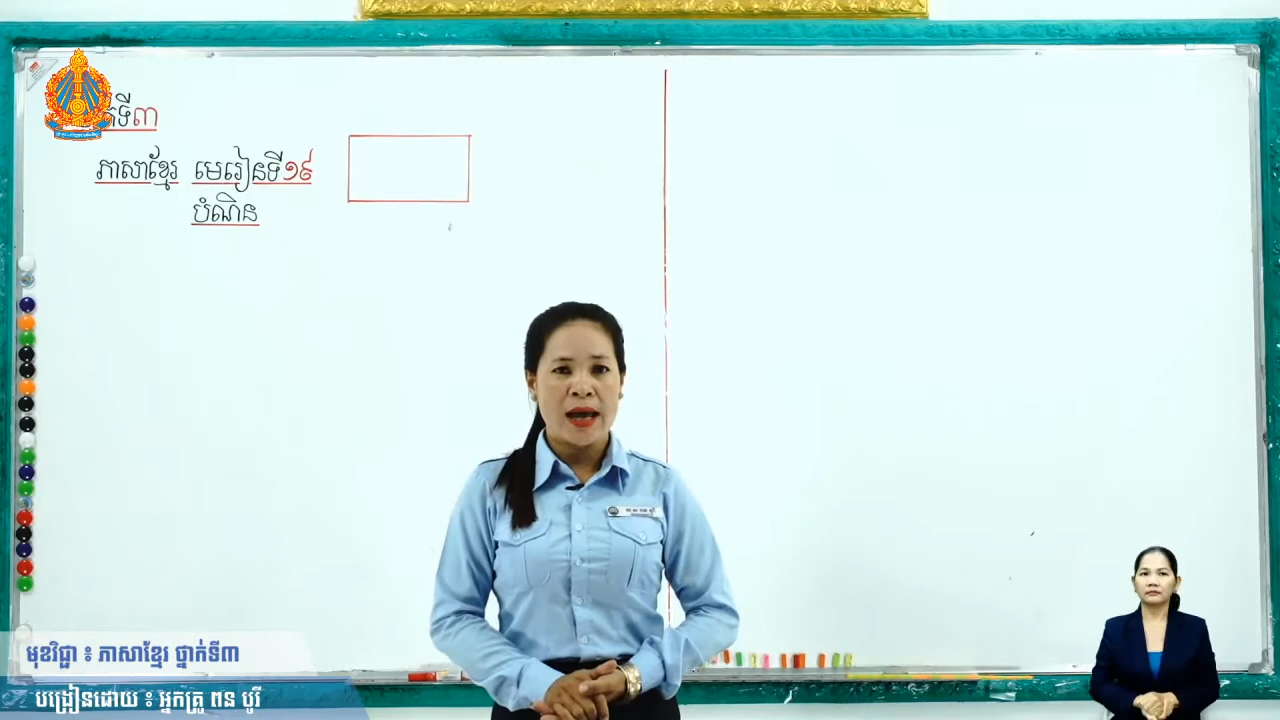 ទី៣
ភាសាខ្មែរ មេរៀនទី១៩
បំណិន
មុខវិជ្ជា ៖ ភាសាខ្មែរ ថ្នាក់ទី៣
បង្រៀនដោយ ៖ អ្នកគ្រូ ពន បូរី